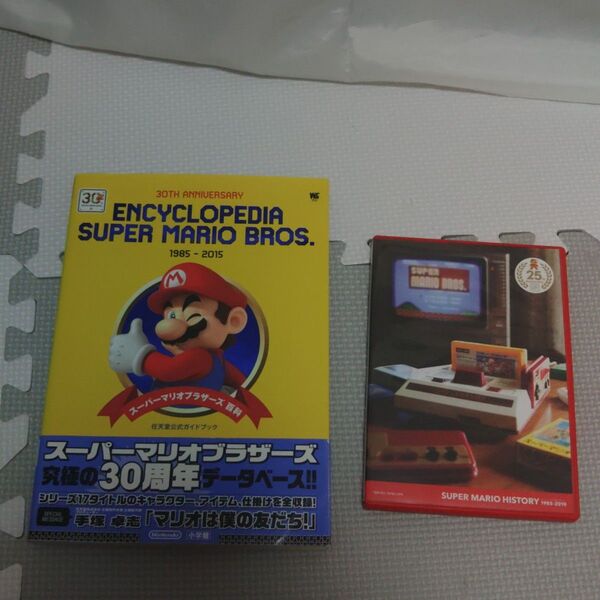 30TH ANNIVERSARY
ENCYCLOPEDIA
SUPER MARIO BROS.
1985 - 2015
スーパーマリオブラザーズ 百科
任天堂公式ガイドブック
スーパーマリオブラザーズ
究極の30周年データベース!!
シリーズ17タイトルのキャラクター、アイテム、仕掛けを全収録!
手塚 卓志「マリオは僕の友だち!」
Nintendo 小学館
SUPER
MARIO BROS.
25
SUPER MARIO HISTORY 1985-2010